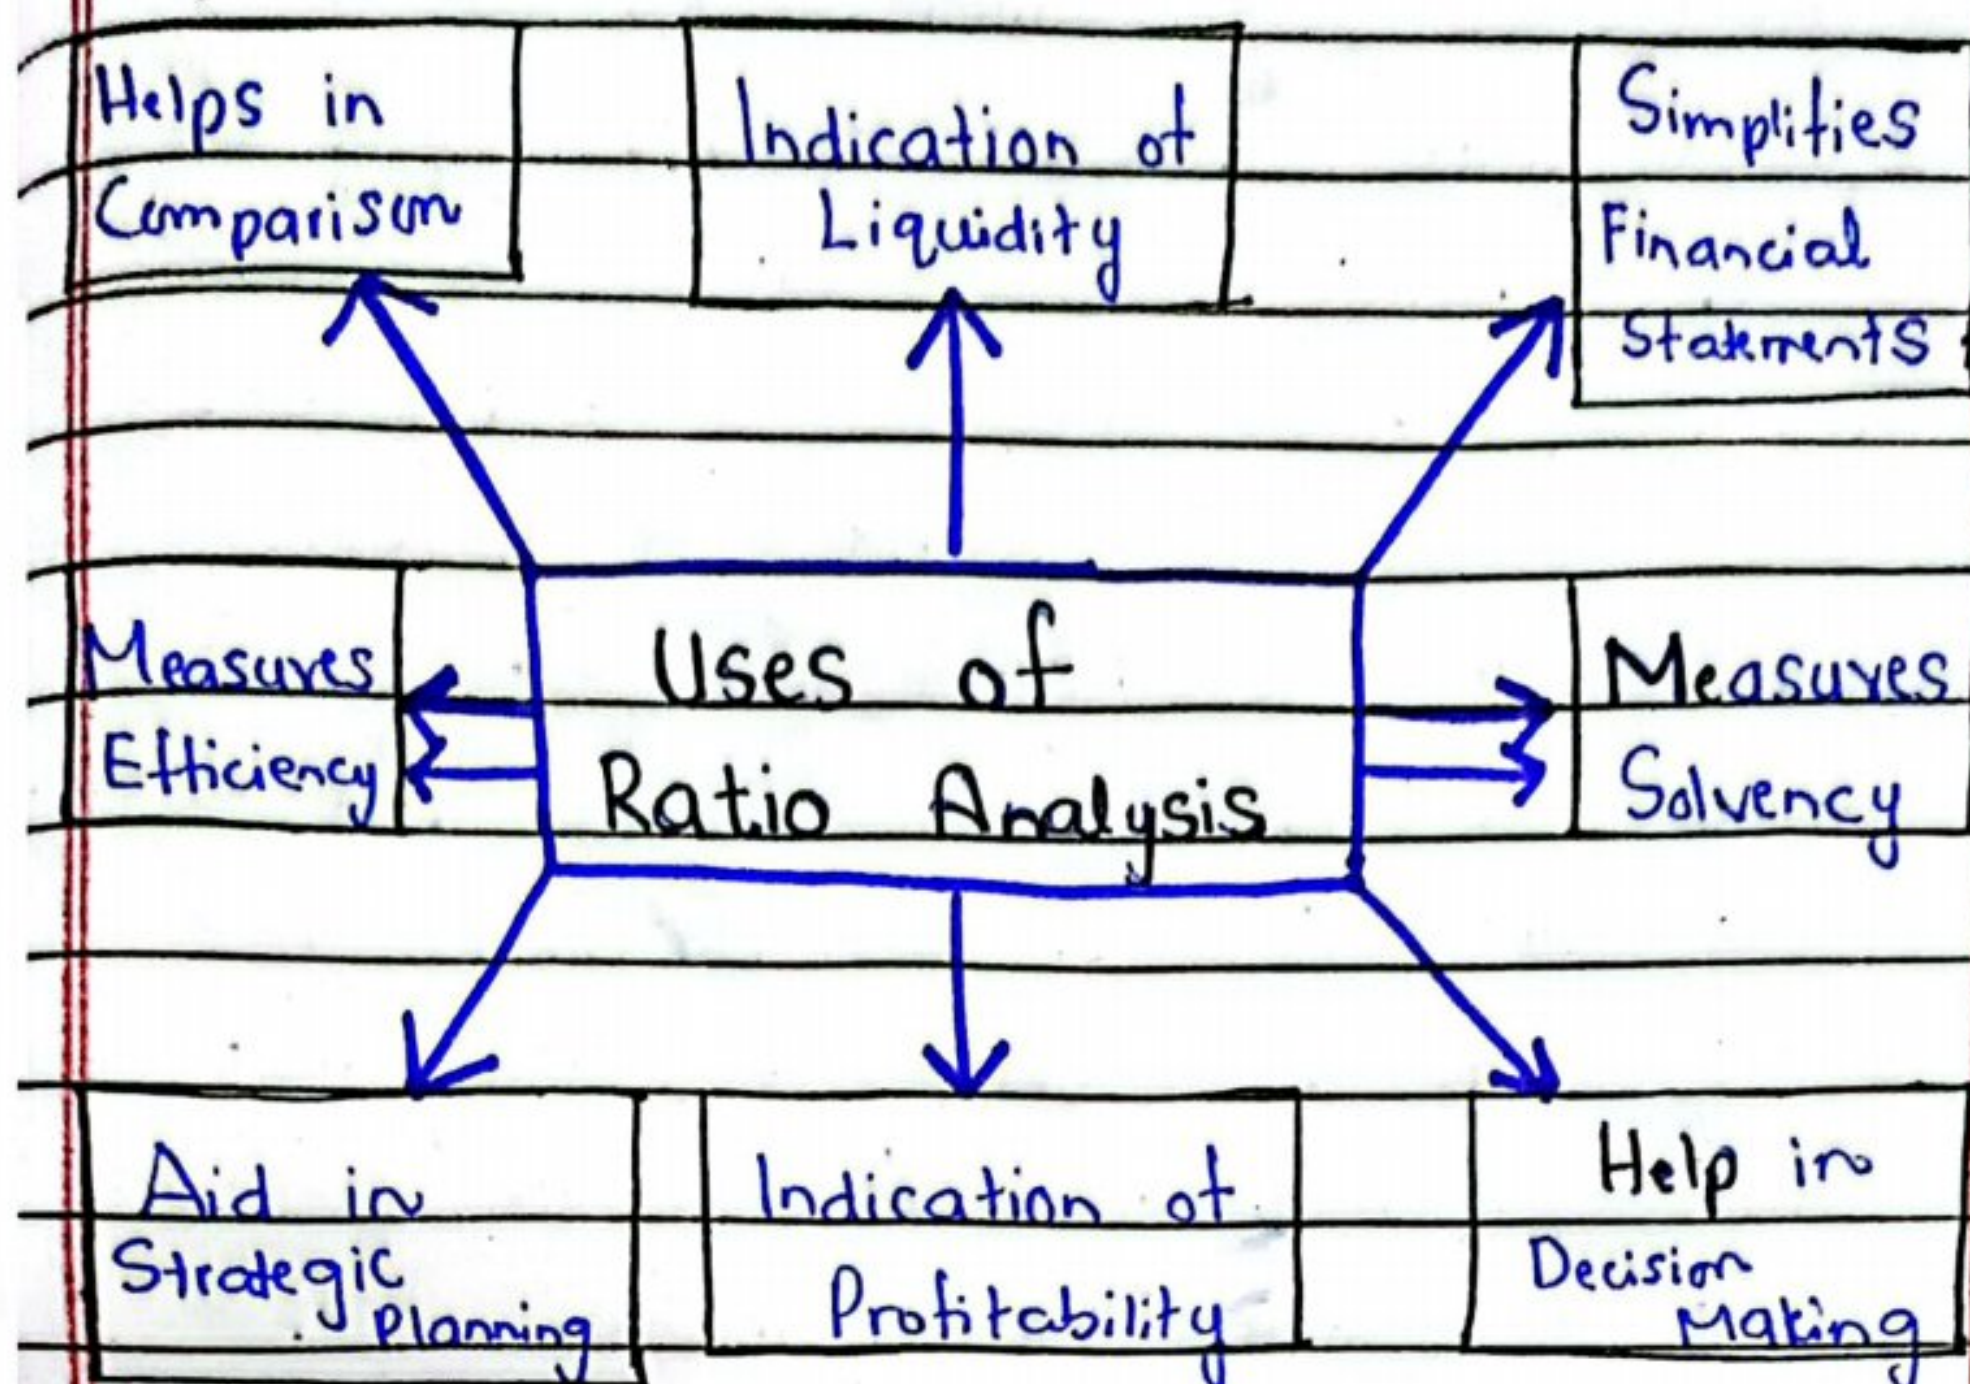 Helps in
Comparison
Indication of
Liquidity
Simplifies
Financial
Statements
Measures
Efficiency
Uses of
Ratio Analysis
Measures
Solvency
Aid in
Strategic
Planning
Indication of
Profitability
Help in
Decision
Making